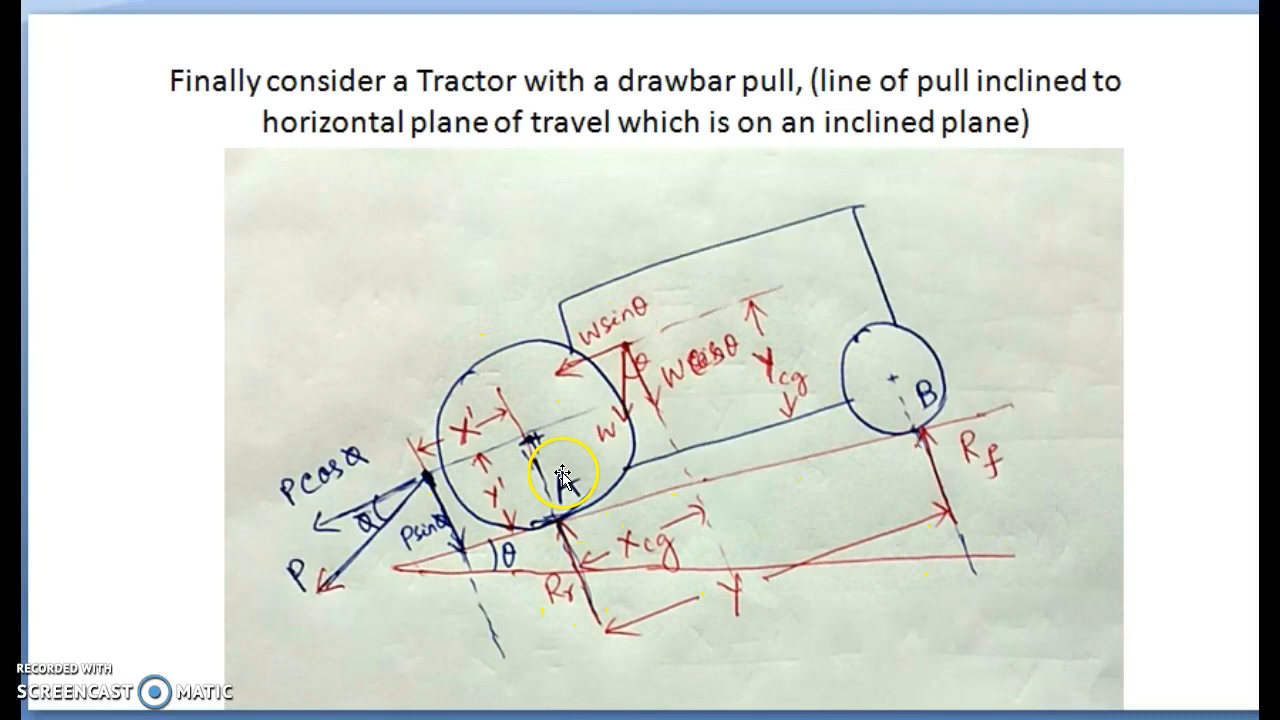 Finally consider a Tractor with a drawbar pull, (line of pull inclined to
horizontal plane of travel which is on an inclined plane)
Wsinθ
θ
Wcosθ
Ycg
W
X'
B
Pcosα
Y'
A
Rf
α
Psinα
θ
Xcg
P
Rr
Y
RECORDED WITH
SCREENCAST MATIC